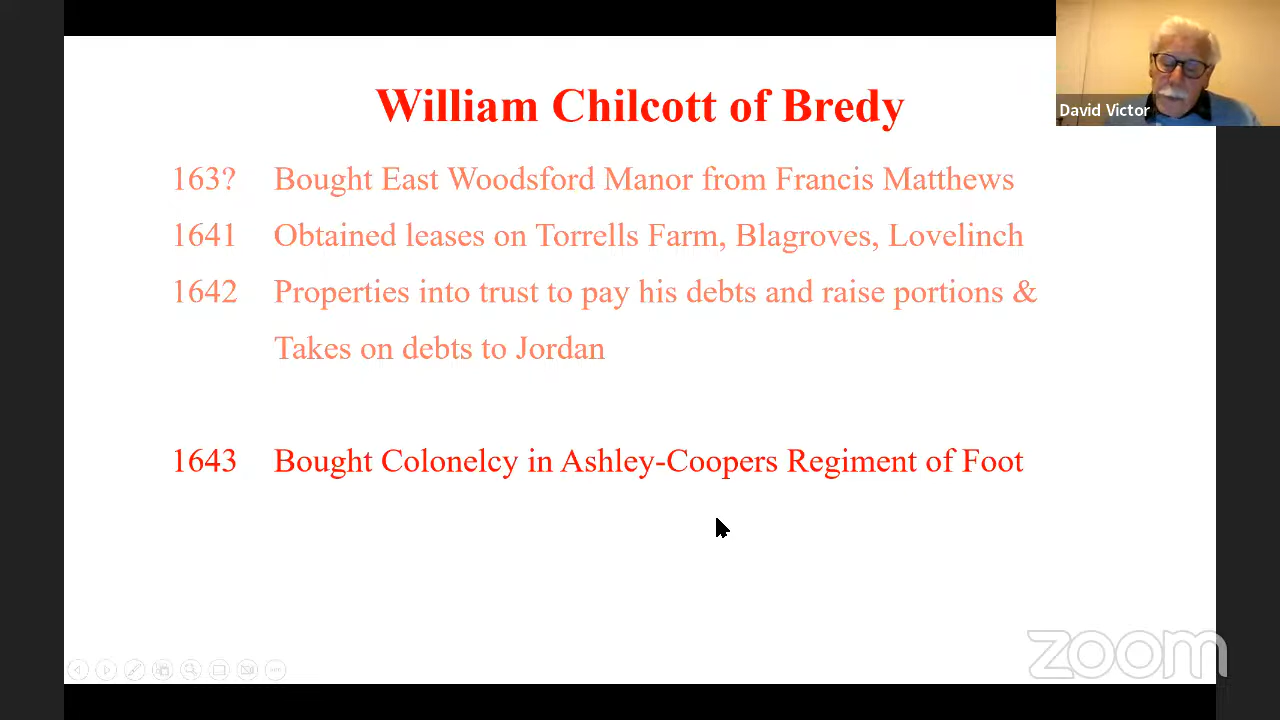 William Chilcott of Bredy
David Victor
163? Bought East Woodsford Manor from Francis Matthews
1641 Obtained leases on Torrells Farm, Blagroves, Lovelinch
1642 Properties into trust to pay his debts and raise portions &
Takes on debts to Jordan
1643 Bought Colonelcy in Ashley-Coopers Regiment of Foot
zoom